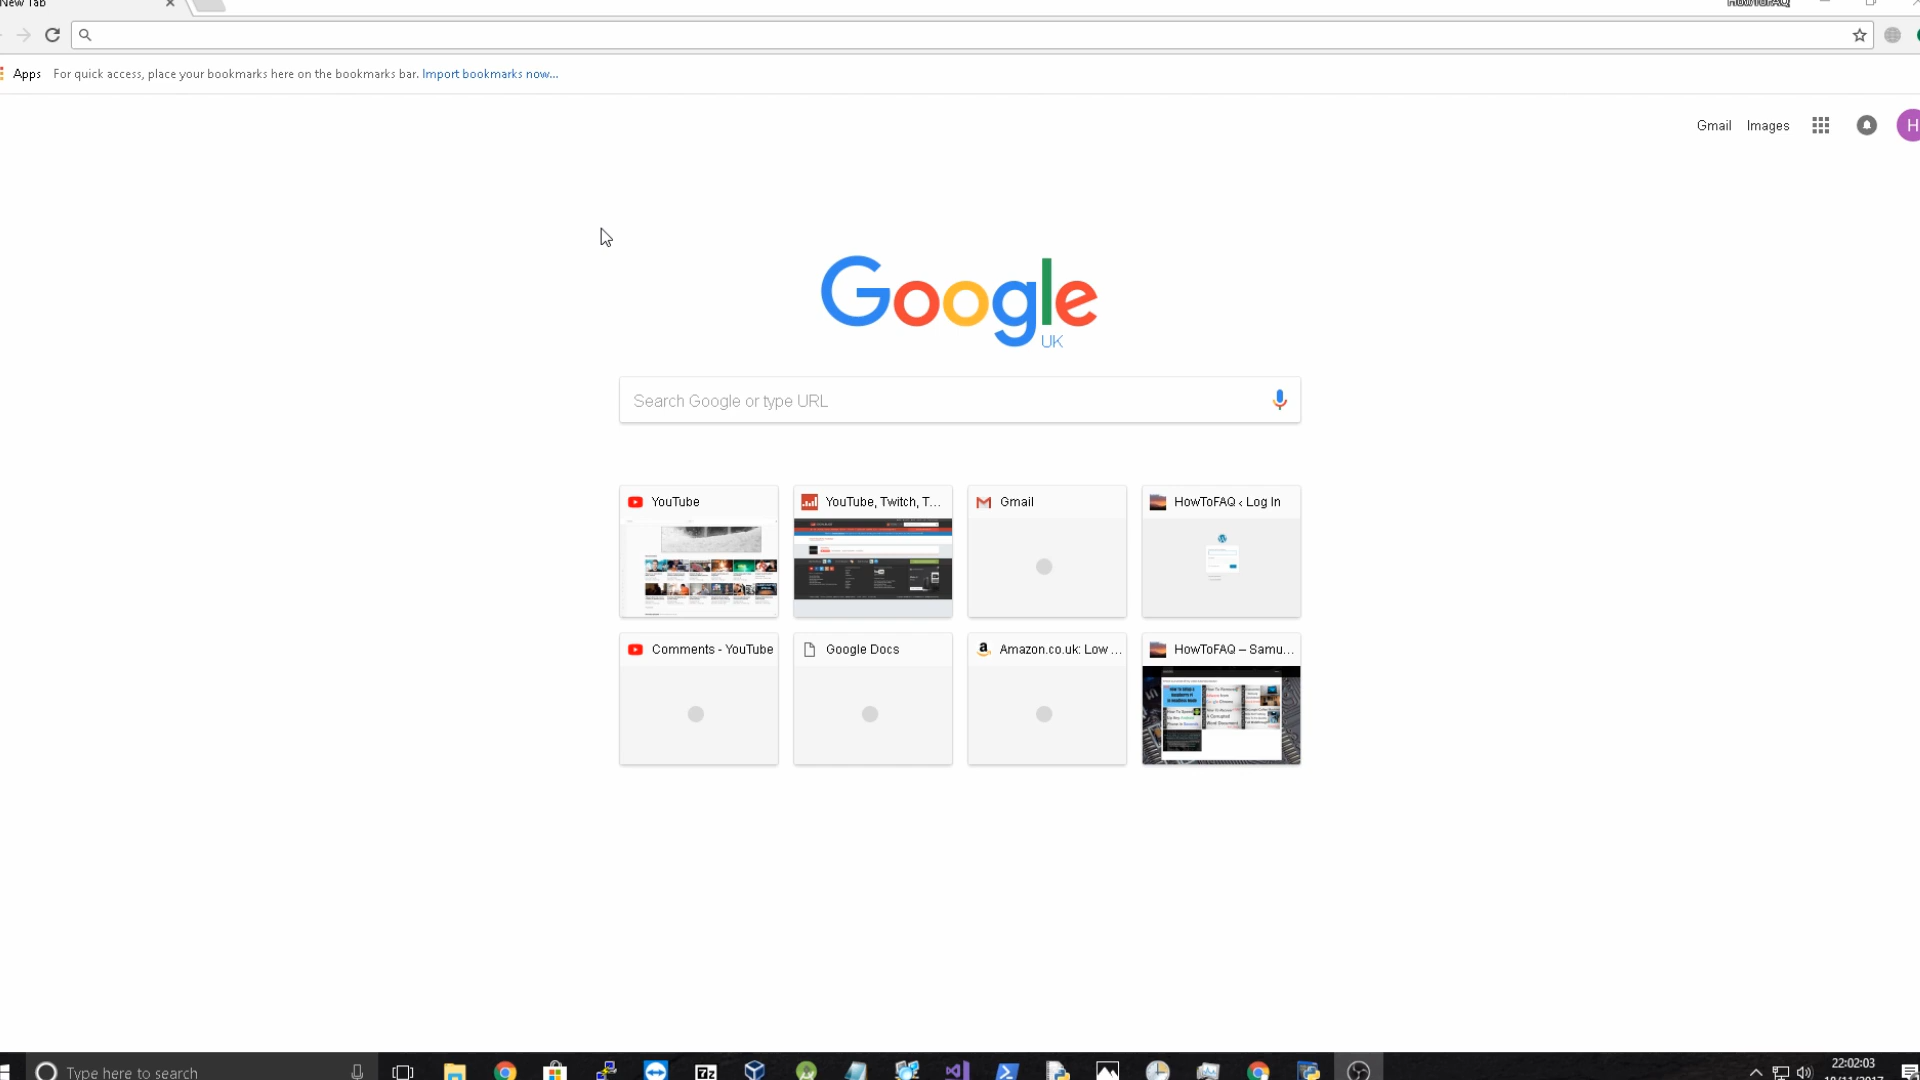 New Tab
HowToFAQ
Apps For quick access, place your bookmarks here on the bookmarks bar. Import bookmarks now...
Gmail Images H
Google
UK
Search Google or type URL
YouTube
YouTube, Twitch, T...
Gmail
HowToFAQ ‹ Log In
Comments - YouTube
Google Docs
Amazon.co.uk: Low ...
HowToFAQ – Samu...
Type here to search
7z
22:02:03